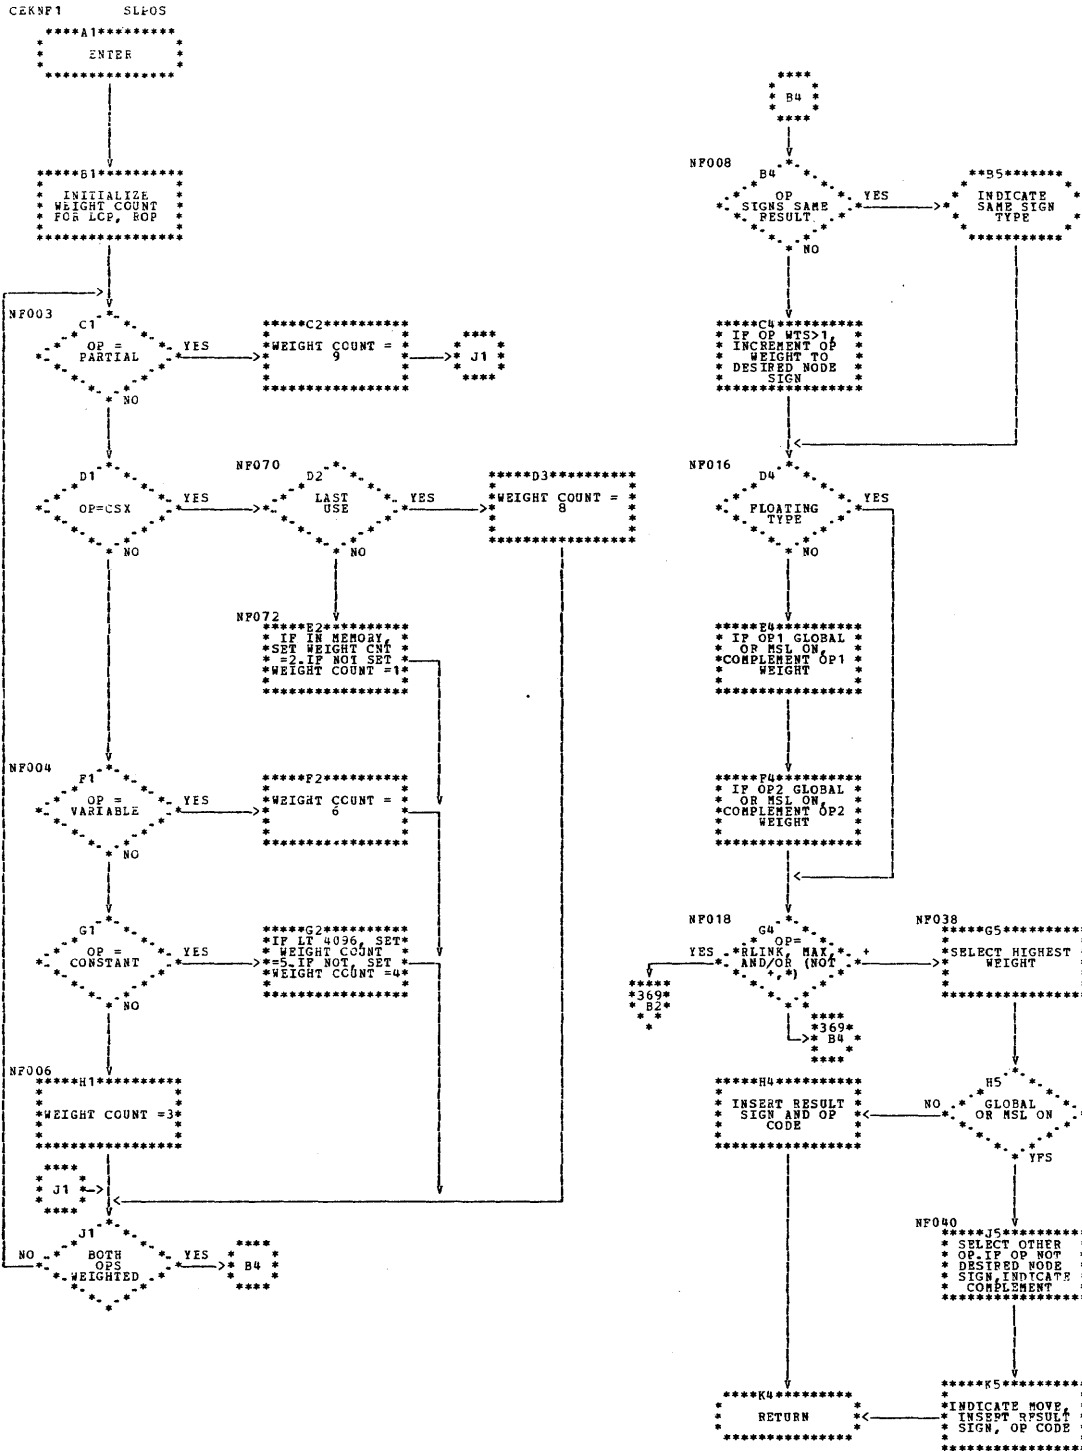 CEKNF1 SLPOS
A1
ENTER
B1
INITIALIZE
WEIGHT COUNT
FOR LCP, ROP
NF003
C1
OP =
PARTIAL
YES
NO
C2
WEIGHT COUNT =
9
J1
D1
OP=CSX
YES
NO
NF070
D2
LAST
USE
YES
NO
D3
WEIGHT COUNT =
8
NF072
E2
IF IN MEMORY,
SET WEIGHT CNT
=2.IF NOT SET
WEIGHT COUNT =1
NF004
F1
OP =
VARIABLE
YES
NO
F2
WEIGHT COUNT =
6
G1
OP =
CONSTANT
YES
NO
G2
IF LT 4096, SET
WEIGHT COUNT
=5.IF NOT, SET
WEIGHT COUNT =4
NF006
H1
WEIGHT COUNT =3
J1
J1
BOTH
OPS
WEIGHTED
NO
YES
B4
B4
NF008
B4
OP
SIGNS SAME
RESULT
YES
NO
B5
INDICATE
SAME SIGN
TYPE
C4
IF OP WTS>1,
INCREMENT OP
WEIGHT TO
DESIRED NODE
SIGN
NF016
D4
FLOATING
TYPE
YES
NO
E4
IF OP1 GLOBAL
OR MSL ON,
COMPLEMENT OP1
WEIGHT
F4
IF OP2 GLOBAL
OR MSL ON,
COMPLEMENT OP2
WEIGHT
NF018
G4
OP=
RLINK, MAX,
AND/OR (NOT
+,*)
YES
+
369
B2
369
B4
NF038
G5
SELECT HIGHEST
WEIGHT
H5
GLOBAL
OR MSL ON
NO
YFS
H4
INSERT RESULT
SIGN AND OP
CODE
NF040
J5
SELECT OTHER
OP.IF OP NOT
DESIRED NODE
SIGN,INDICATE
COMPLEMENT
K5
INDICATE MOVE,
INSEPT RFSULT
SIGN, OP CODE
K4
RETURN